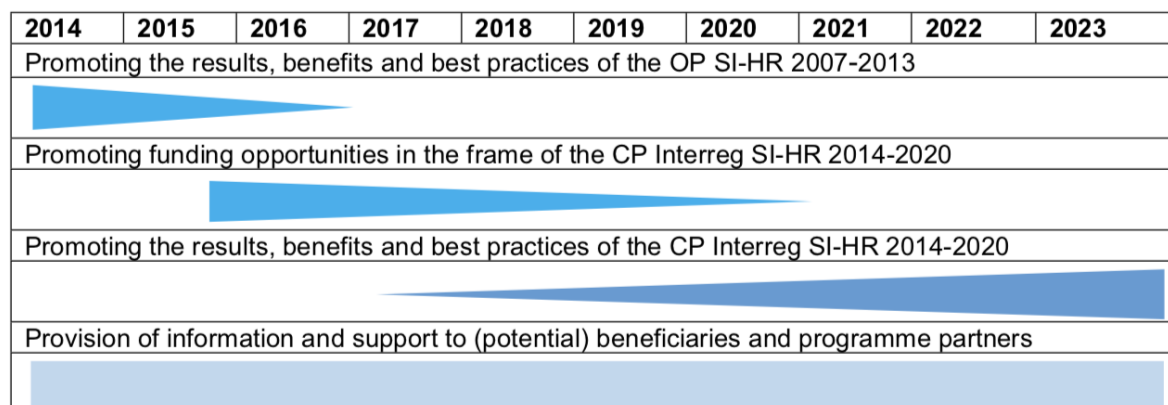 2014 2015 2016 2017 2018 2019 2020 2021 2022 2023
Promoting the results, benefits and best practices of the OP SI-HR 2007-2013
Promoting funding opportunities in the frame of the CP Interreg SI-HR 2014-2020
Promoting the results, benefits and best practices of the CP Interreg SI-HR 2014-2020
Provision of information and support to (potential) beneficiaries and programme partners